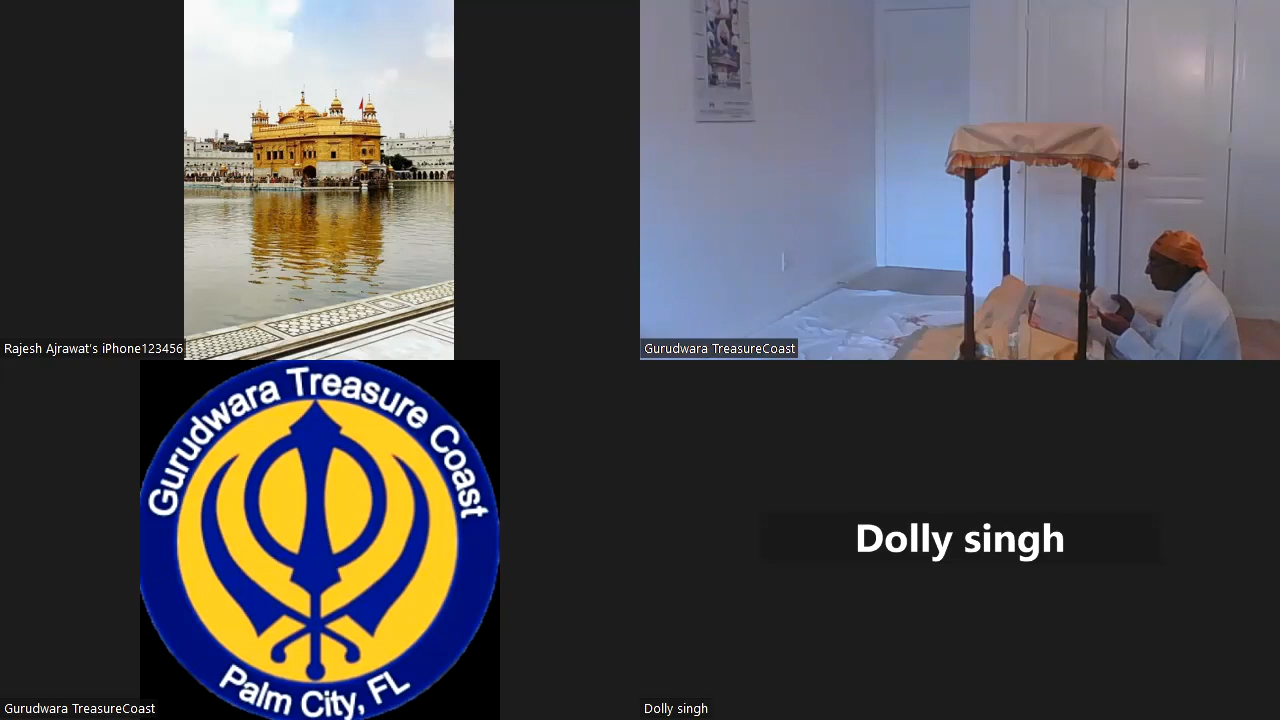 Rajesh Ajrawat's iPhone123456
Gurudwara TreasureCoast
Gurudwara Treasure Coast
Palm City, FL
Gurudwara TreasureCoast
Dolly singh
Dolly singh